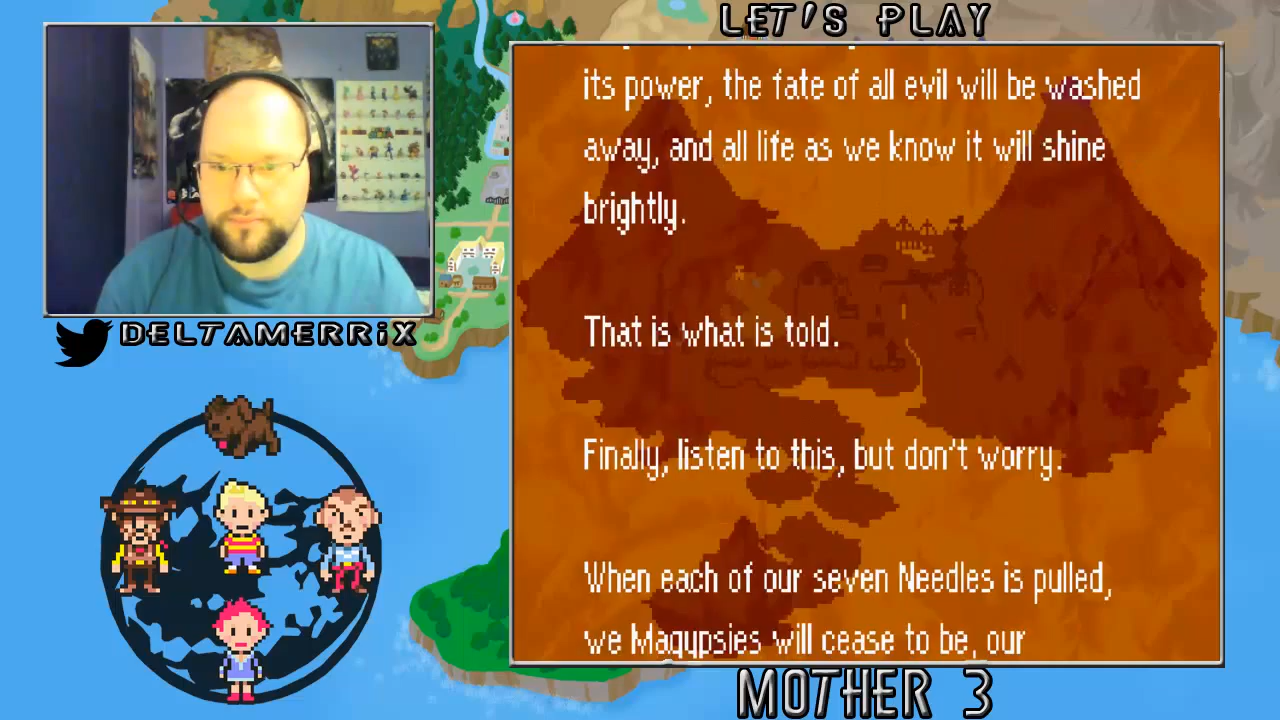 LET'S PLAY
its power, the fate of all evil will be washed
away, and all life as we know it will shine
brightly.
That is what is told.
Finally, listen to this, but don't worry.
When each of our seven Needles is pulled,
we Magypsies will cease to be, our
DELTAMERRiX
MOTHER 3